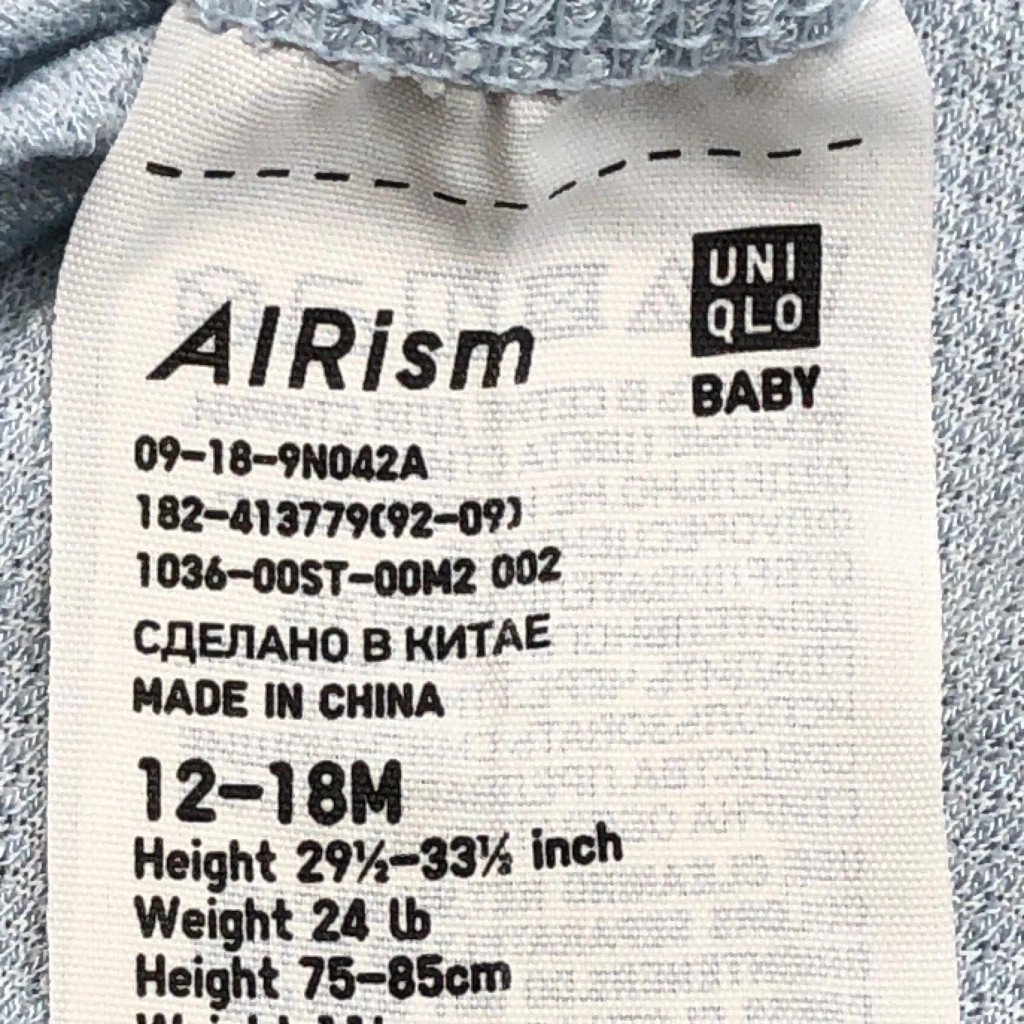 UNI
QLO
AIRism
BABY
09-18-9N042A
182-413779(92-09)
1036-00ST-00M2 002
СДЕЛАНО В КИТАЕ
MADE IN CHINA
12-18M
Height 29½-33½ inch
Weight 24 lb
Height 75-85cm